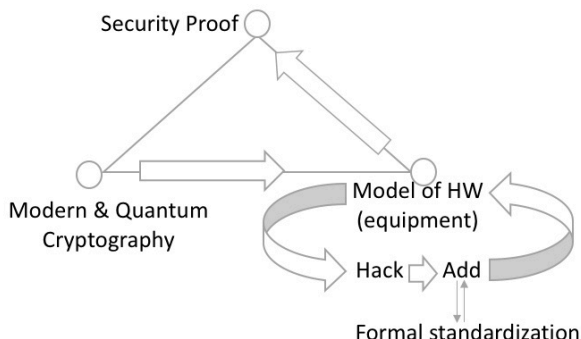 Security Proof
Modern & Quantum
Cryptography
Model of HW
(equipment)
Hack
Add
Formal standardization